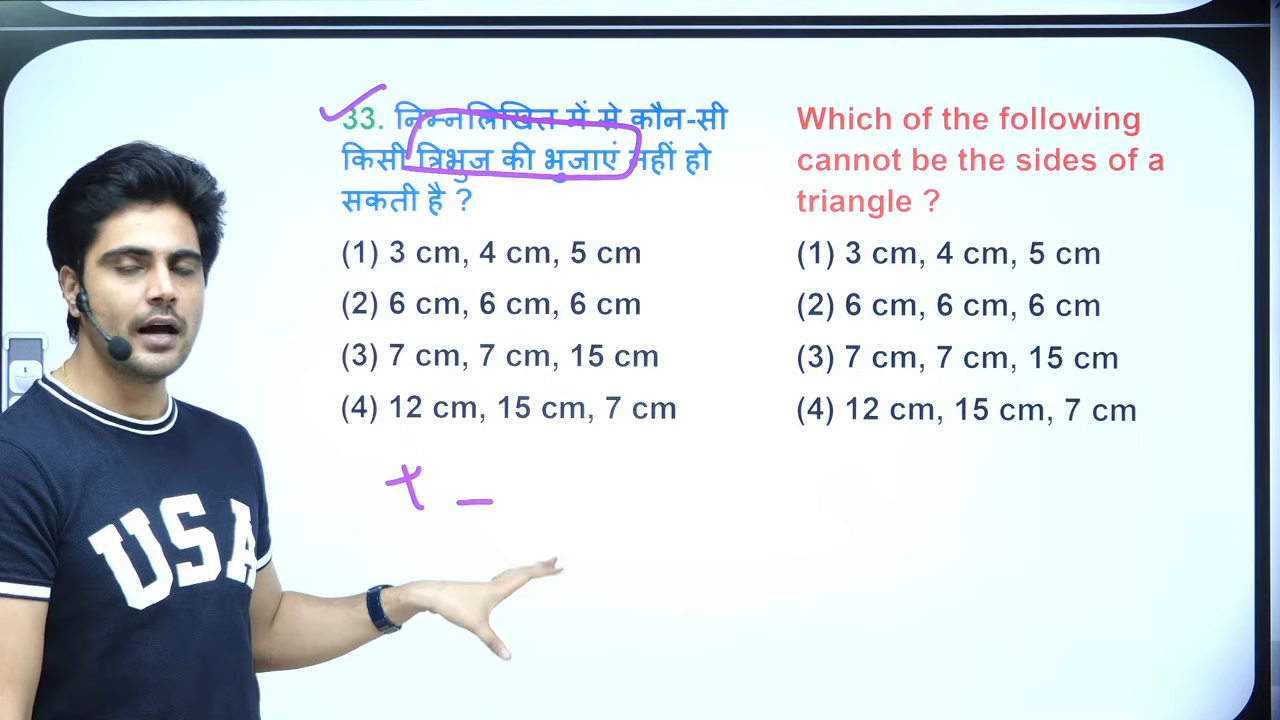 33. निम्नलिखित में से कौन-सी
किसी त्रिभुज की भुजाएं नहीं हो
सकती है ?
(1) 3 cm, 4 cm, 5 cm
(2) 6 cm, 6 cm, 6 cm
(3) 7 cm, 7 cm, 15 cm
(4) 12 cm, 15 cm, 7 cm
+ –
Which of the following
cannot be the sides of a
triangle ?
(1) 3 cm, 4 cm, 5 cm
(2) 6 cm, 6 cm, 6 cm
(3) 7 cm, 7 cm, 15 cm
(4) 12 cm, 15 cm, 7 cm
USA